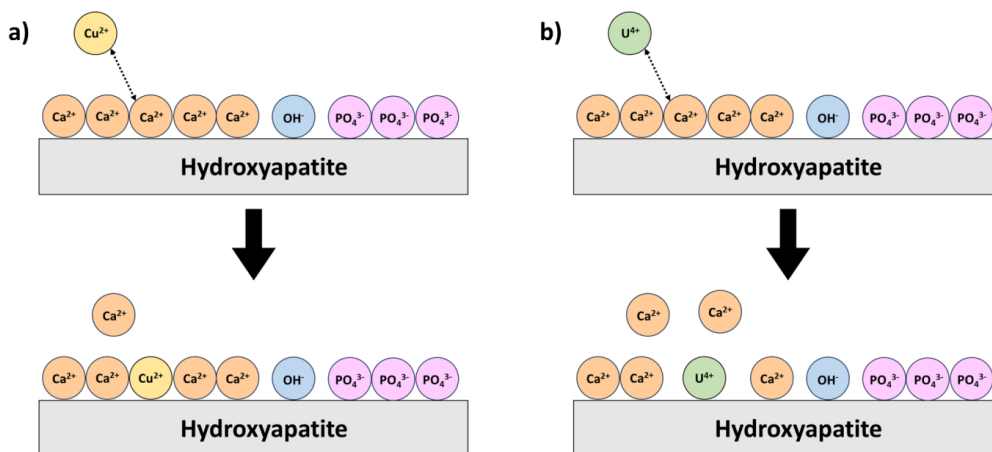 a)
Cu²⁺
Ca²⁺ Ca²⁺ Ca²⁺ Ca²⁺ Ca²⁺ OH⁻ PO₄³⁻ PO₄³⁻ PO₄³⁻
Hydroxyapatite
Ca²⁺
Ca²⁺ Ca²⁺ Cu²⁺ Ca²⁺ Ca²⁺ OH⁻ PO₄³⁻ PO₄³⁻ PO₄³⁻
Hydroxyapatite
b)
U⁴⁺
Ca²⁺ Ca²⁺ Ca²⁺ Ca²⁺ Ca²⁺ OH⁻ PO₄³⁻ PO₄³⁻ PO₄³⁻
Hydroxyapatite
Ca²⁺ Ca²⁺
Ca²⁺ Ca²⁺ U⁴⁺ Ca²⁺ OH⁻ PO₄³⁻ PO₄³⁻ PO₄³⁻
Hydroxyapatite